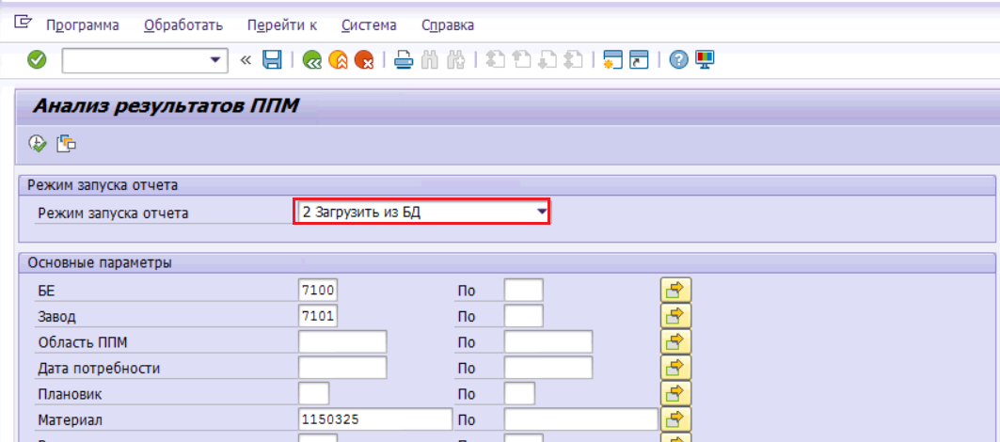 Программа Обработать Перейти к Система Справка
Анализ результатов ППМ
Режим запуска отчета
Режим запуска отчета 2 Загрузить из БД
Основные параметры
БЕ 7100 По
Завод 7101 По
Область ППМ По
Дата потребности По
Плановик По
Материал 1150325 По